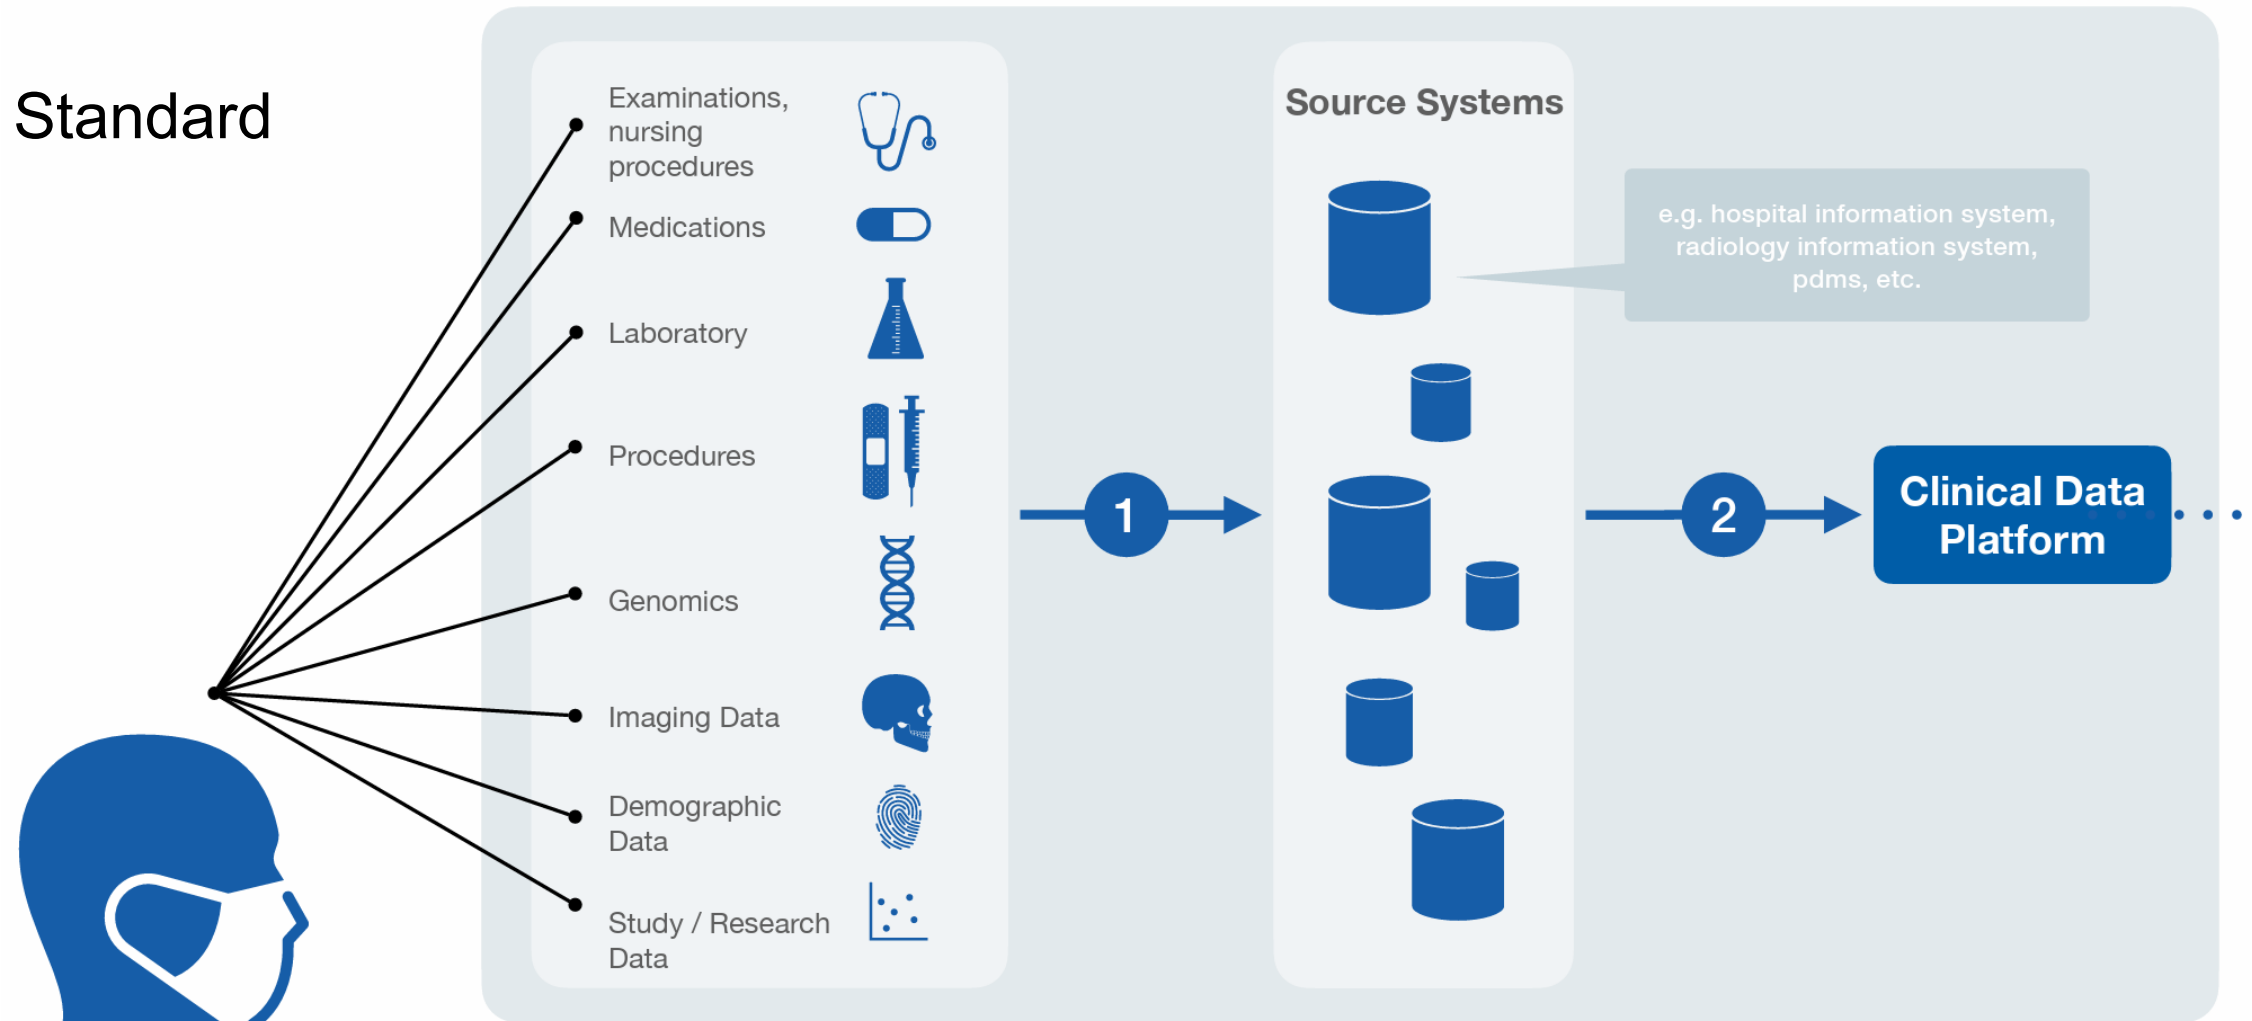 Standard
Examinations,
nursing
procedures
Medications
Laboratory
Procedures
Genomics
Imaging Data
Demographic
Data
Study / Research
Data
1
Source Systems
e.g. hospital information system,
radiology information system,
pdms, etc.
2
Clinical Data
Platform